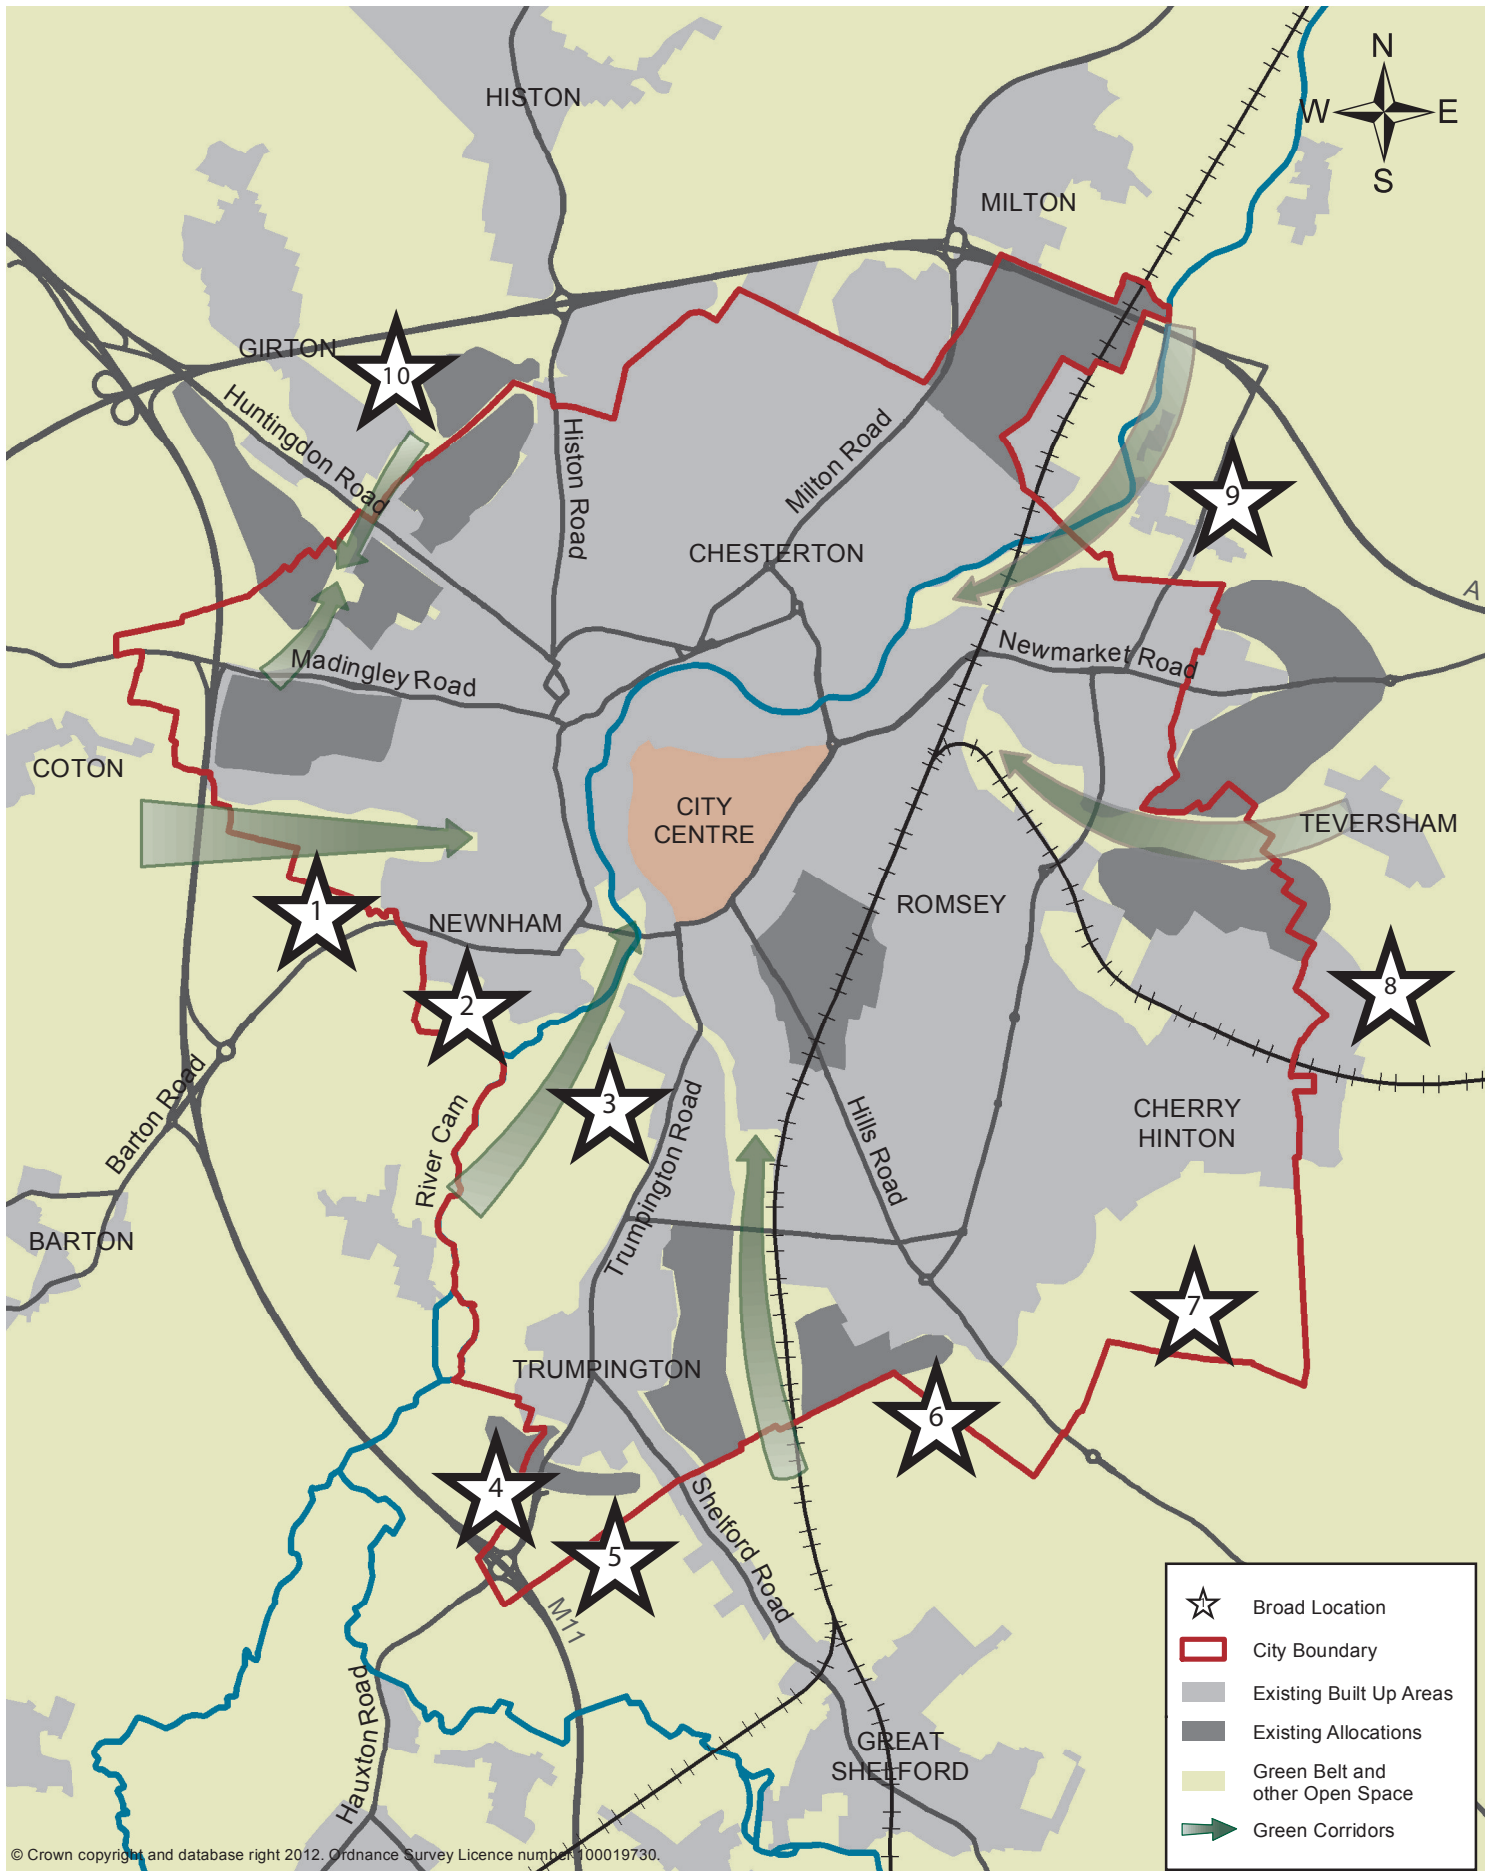 HISTON
N
W
E
S
MILTON
GIRTON
10
Huntingdon Road
Histon Road
Milton Road
9
CHESTERTON
A
Newmarket Road
Madingley Road
COTON
CITY
CENTRE
TEVERSHAM
1
NEWNHAM
ROMSEY
2
8
3
Barton Road
River Cam
Trumpington Road
Hills Road
CHERRY
HINTON
BARTON
7
TRUMPINGTON
6
4
5
Shelford Road
M11
Hauxton Road
GREAT
SHELFORD
1
Broad Location
City Boundary
Existing Built Up Areas
Existing Allocations
Green Belt and
other Open Space
Green Corridors
© Crown copyright and database right 2012. Ordnance Survey Licence number 100019730.